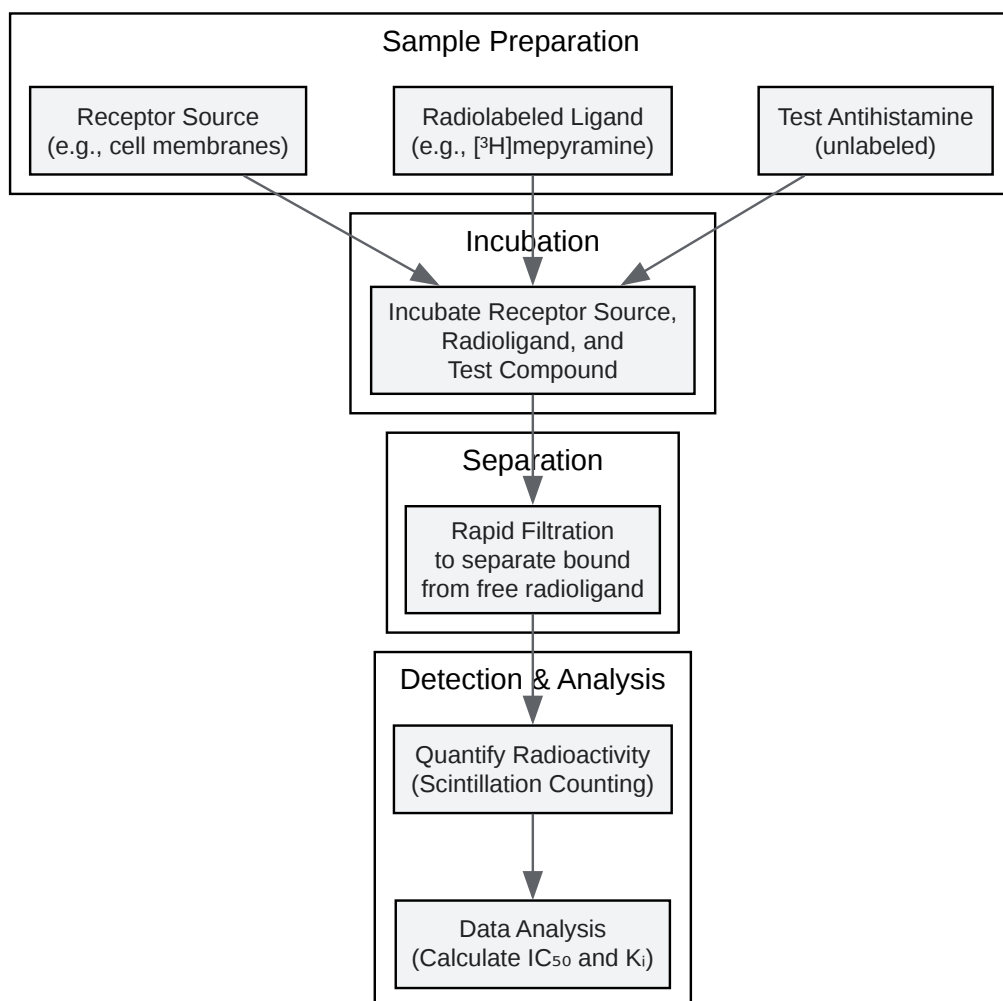 Sample Preparation
Receptor Source
(e.g., cell membranes)
Radiolabeled Ligand
(e.g., [³H]mepyramine)
Test Antihistamine
(unlabeled)
Incubation
Incubate Receptor Source,
Radioligand, and
Test Compound
Separation
Rapid Filtration
to separate bound
from free radioligand
Detection & Analysis
Quantify Radioactivity
(Scintillation Counting)
Data Analysis
(Calculate IC₅₀ and Kᵢ)